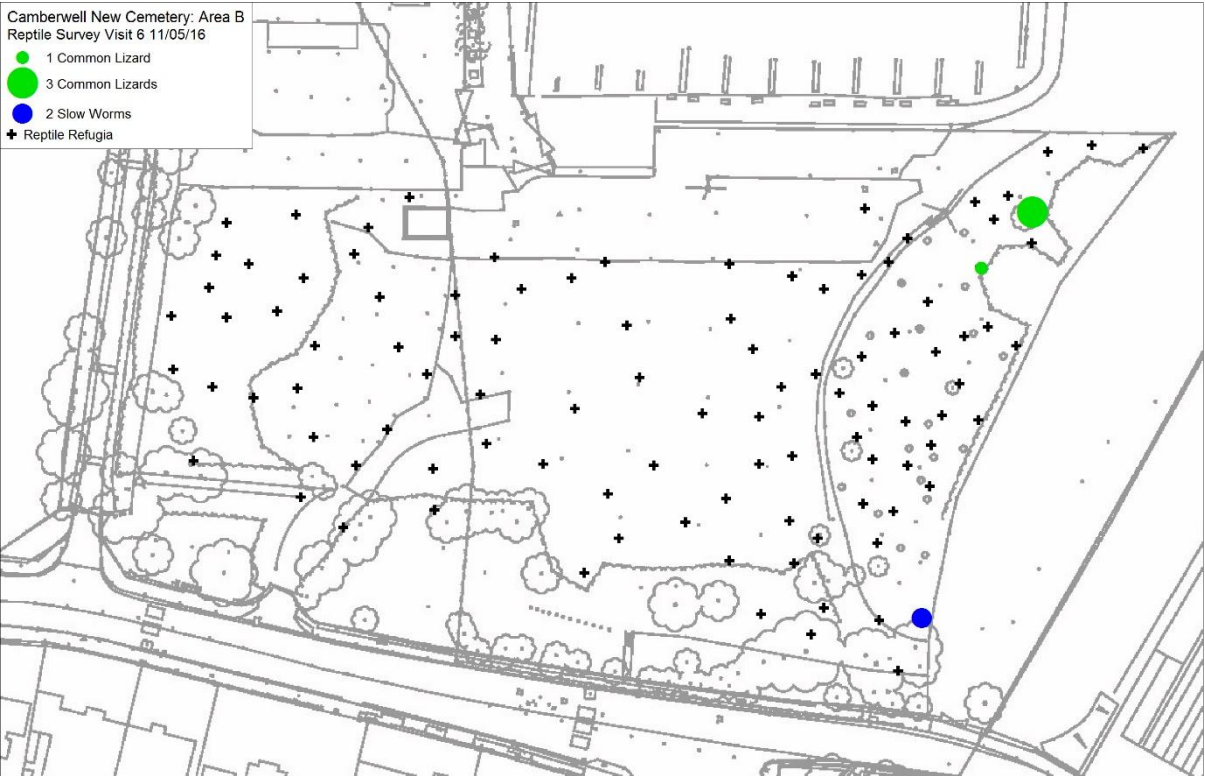 Camberwell New Cemetery: Area B
Reptile Survey Visit 6 11/05/16
1 Common Lizard
3 Common Lizards
2 Slow Worms
Reptile Refugia